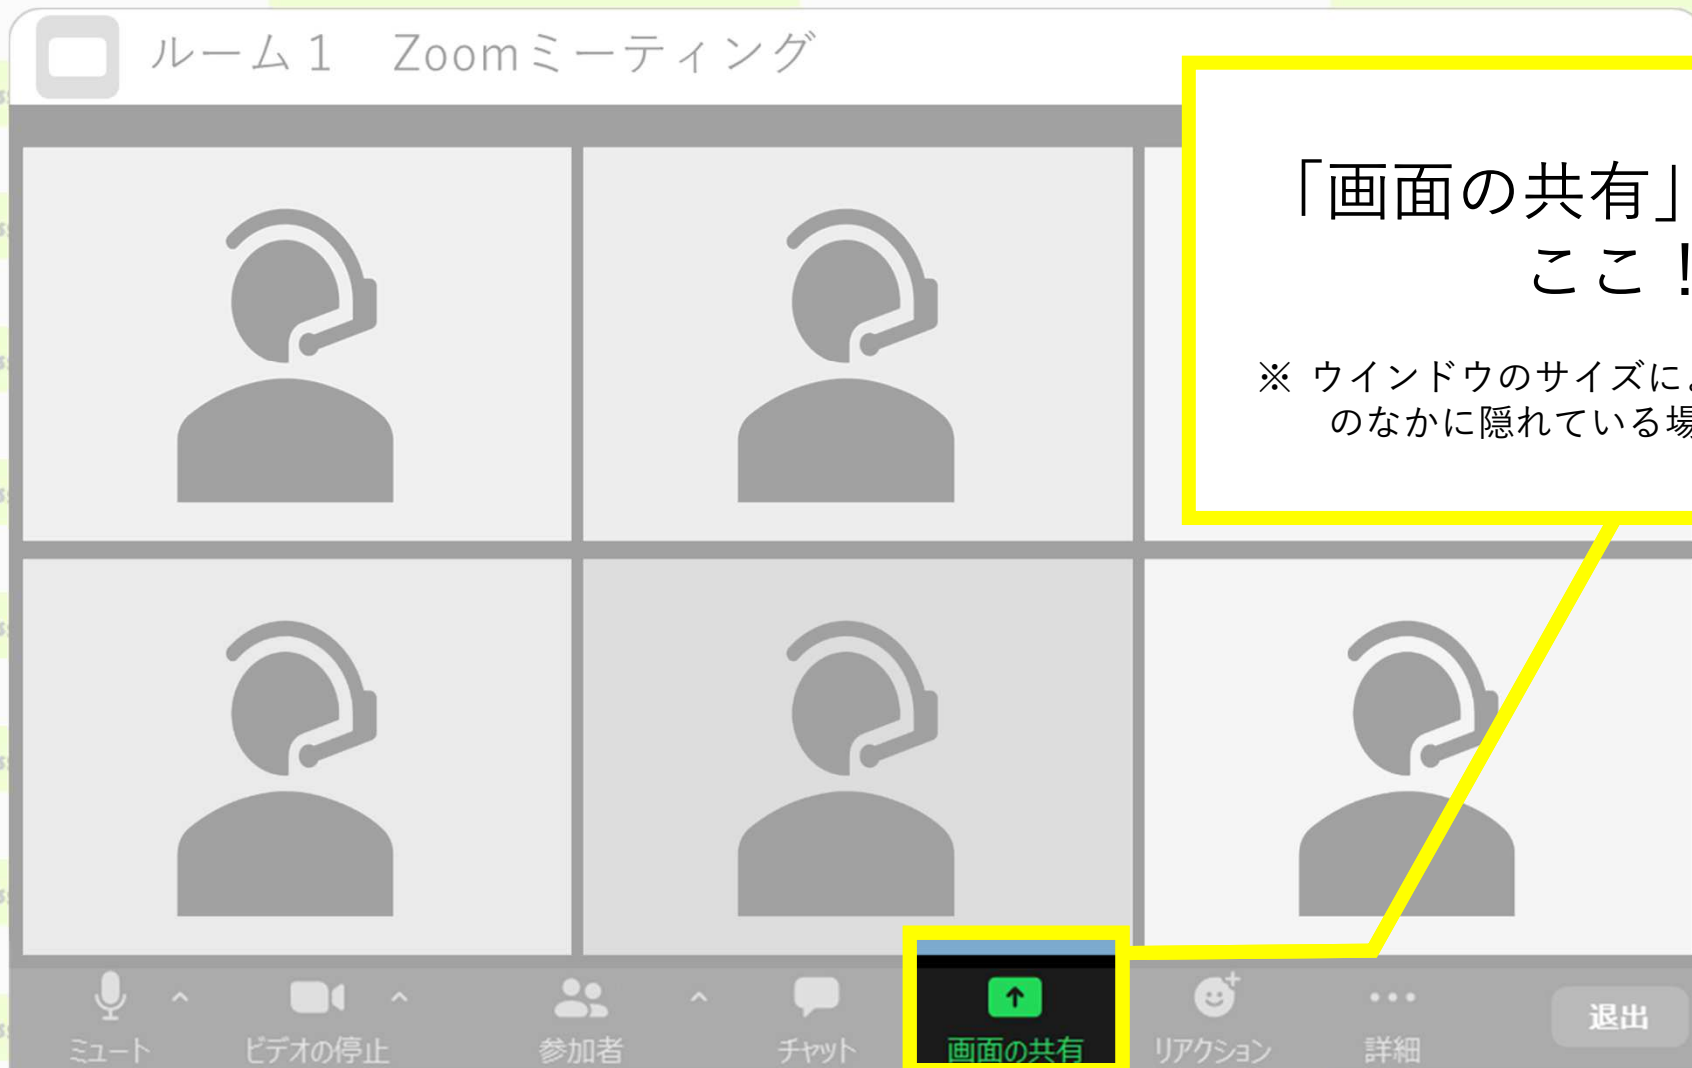 ルーム１　Zoomミーティング
「画面の共有」
ここ！
※ ウインドウのサイズに
のなかに隠れている場
ミュート
ビデオの停止
参加者
チャット
画面の共有
リアクション
詳細
退出